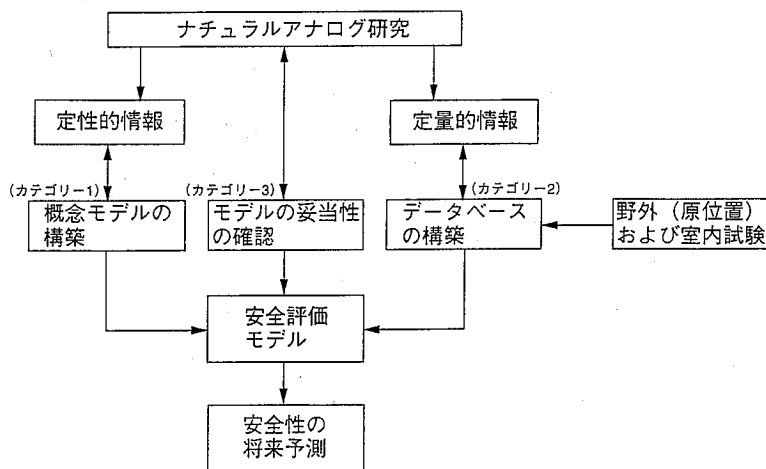 ナチュラルアナログ研究
定性的情報
定量的情報
(カテゴリー1)
概念モデルの
構築
(カテゴリー3)
モデルの妥当性
の確認
(カテゴリー2)
データベース
の構築
野外（原位置）
および室内試験
安全評価
モデル
安全性の
将来予測